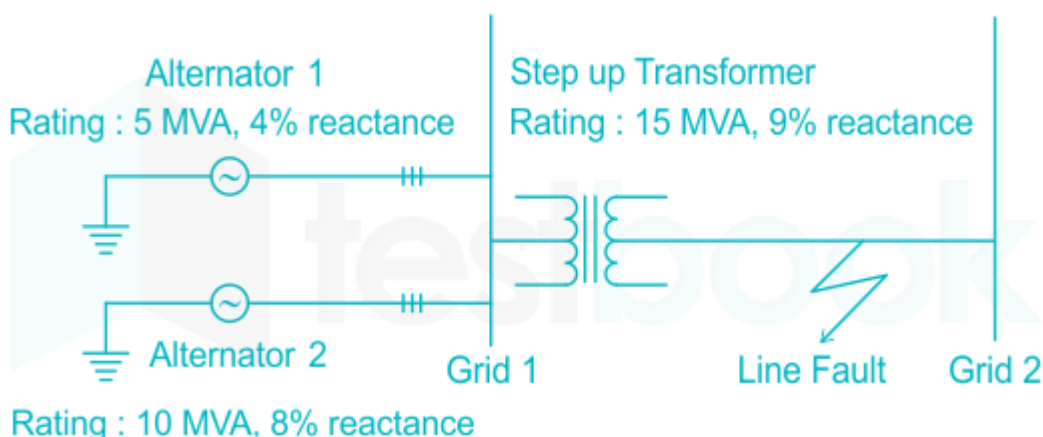 Alternator 1
Rating : 5 MVA, 4% reactance
Step up Transformer
Rating : 15 MVA, 9% reactance
testbook
Alternator 2
Rating : 10 MVA, 8% reactance
Grid 1
Line Fault
Grid 2